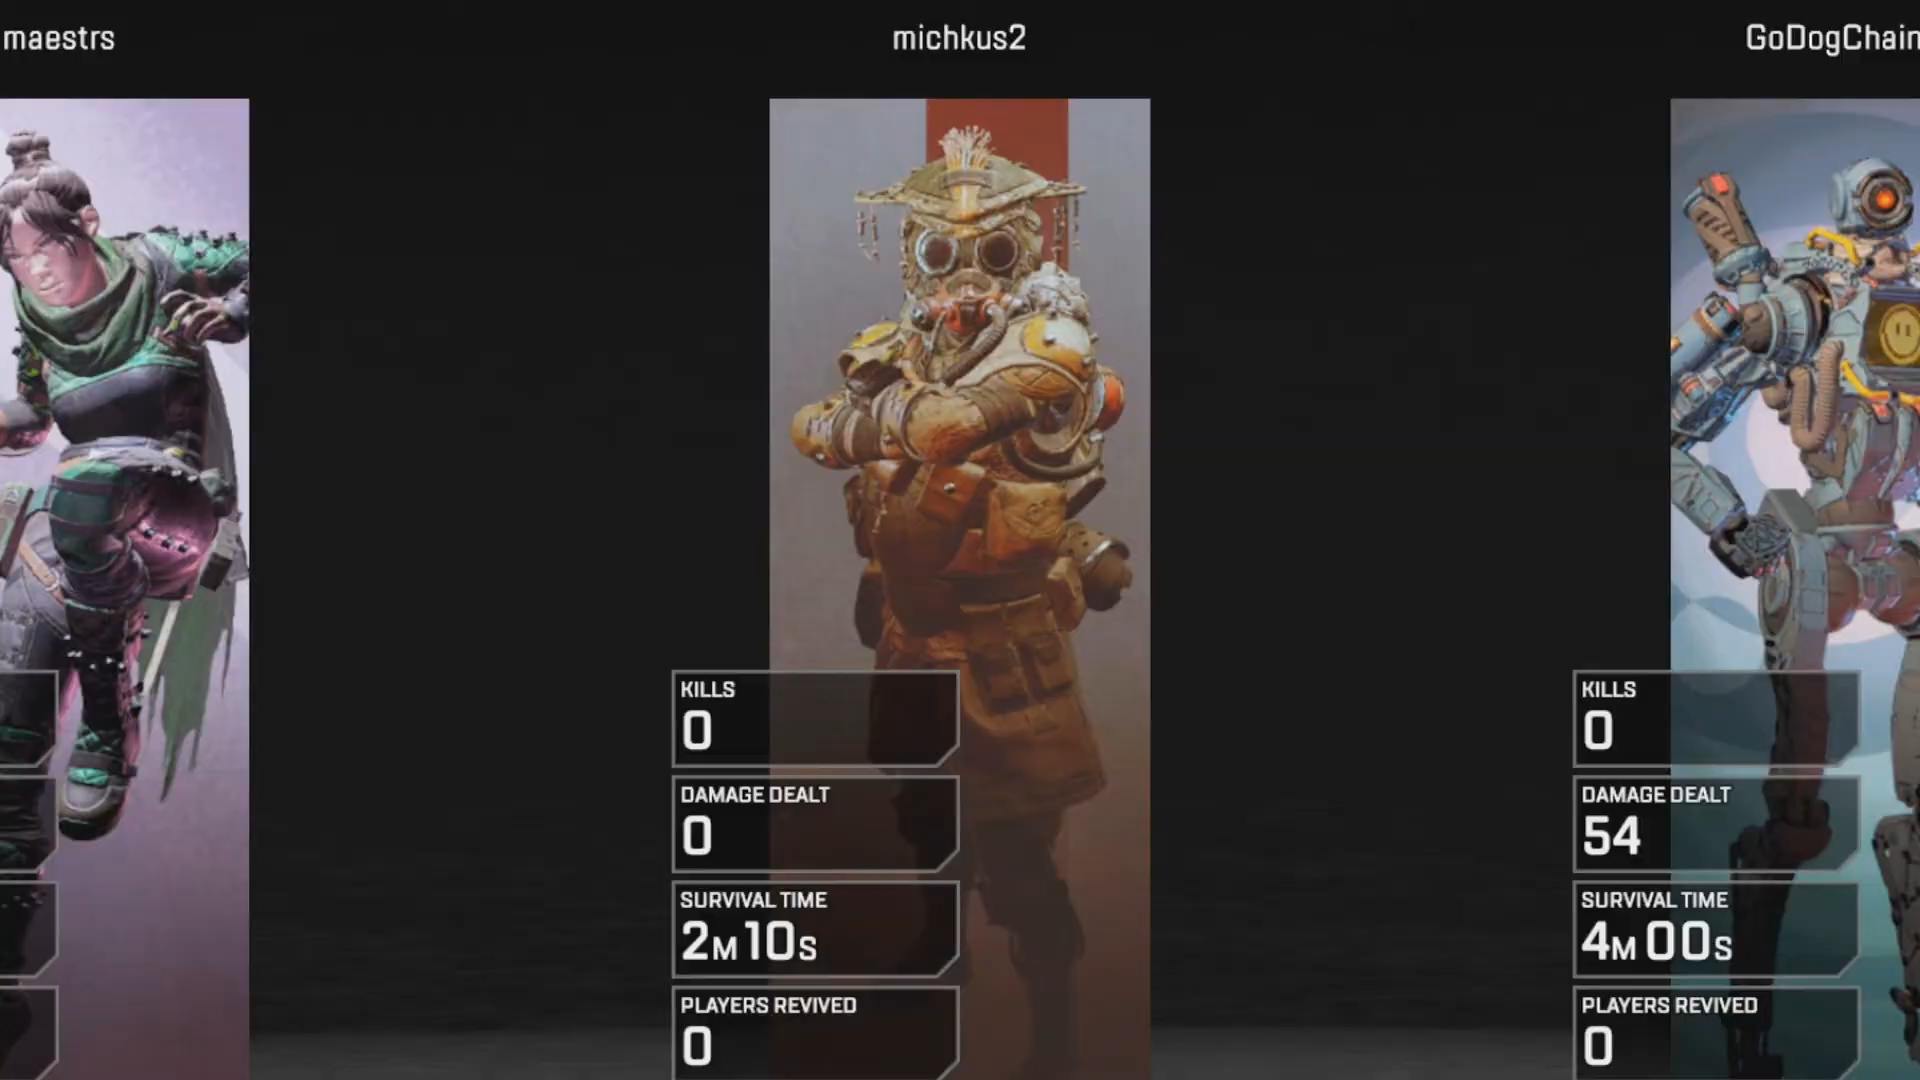 maestrs
michkus2
GoDogChain
KILLS
0
DAMAGE DEALT
0
SURVIVAL TIME
2M10S
PLAYERS REVIVED
0
KILLS
0
DAMAGE DEALT
54
SURVIVAL TIME
4M00S
PLAYERS REVIVED
0